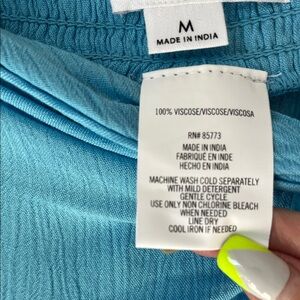 M
MADE IN INDIA
100% VISCOSE/VISCOSE/VISCOSA
RN# 85773
MADE IN INDIA
FABRIQUÉ EN INDE
HECHO EN INDIA
MACHINE WASH COLD SEPARATELY
WITH MILD DETERGENT
GENTLE CYCLE
USE ONLY NON CHLORINE BLEACH
WHEN NEEDED
LINE DRY
COOL IRON IF NEEDED